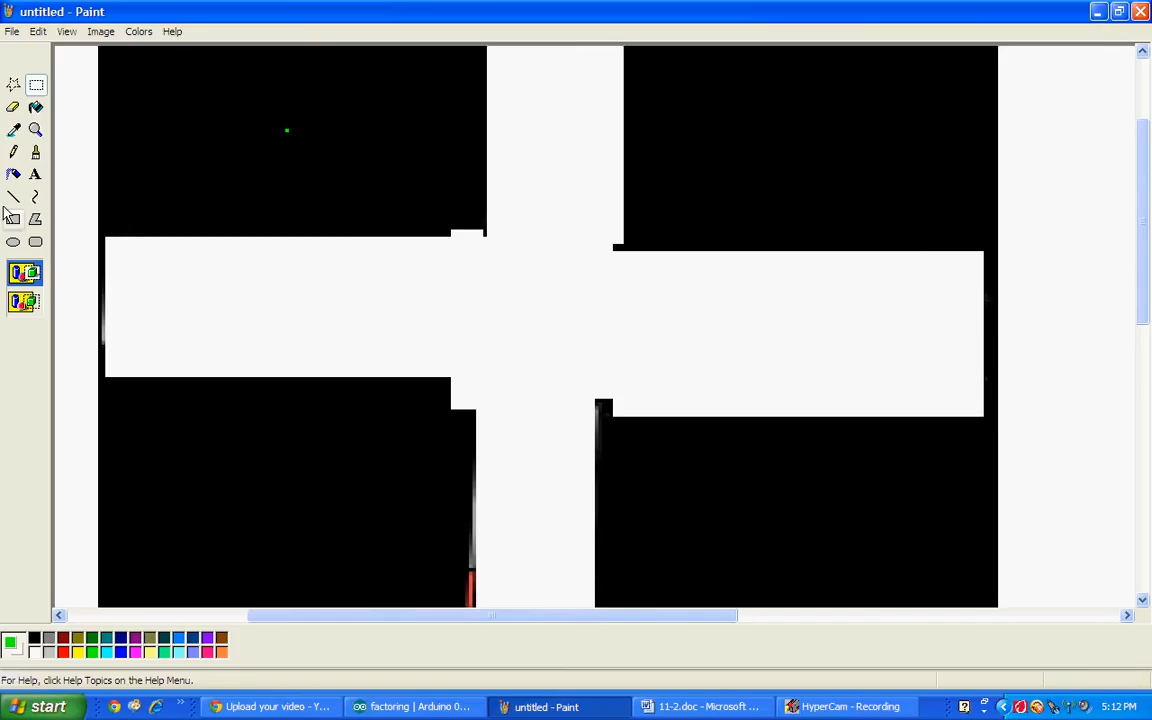 untitled - Paint
File Edit View Image Colors Help
A
For Help, click Help Topics on the Help Menu.
start Upload your video - Y... factoring | Arduino 0... untitled - Paint 11-2.doc - Microsoft ... HyperCam - Recording 5:12 PM